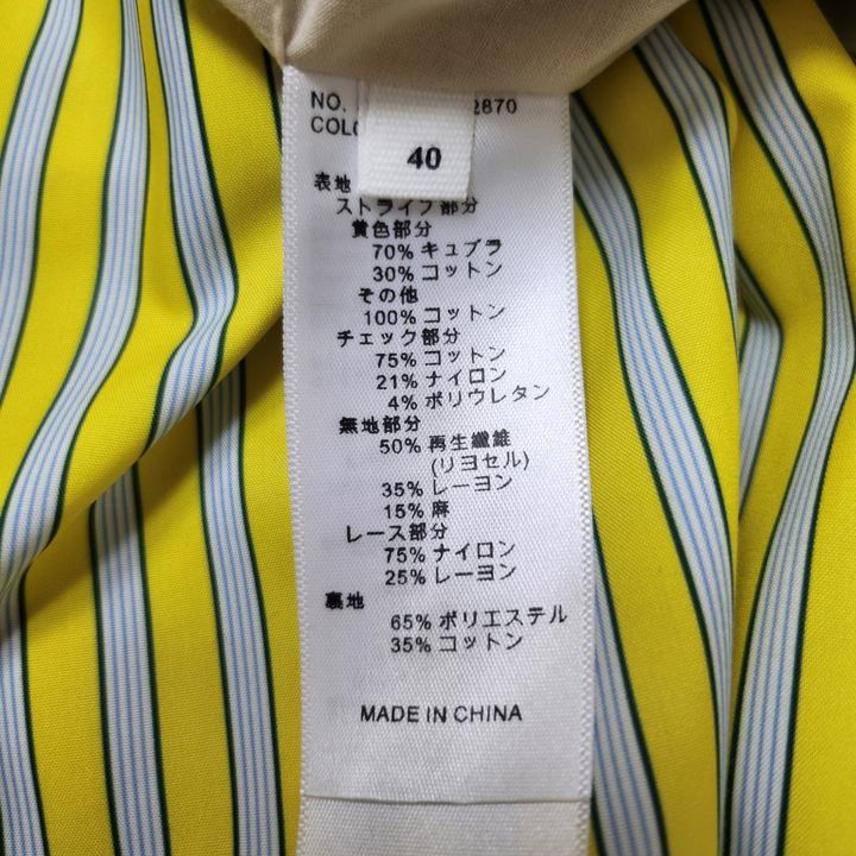 NO. 2870
40
表地
ストライプ部分
黄色部分
70% キュプラ
30% コットン
その他
100% コットン
チェック部分
75% コットン
21% ナイロン
4% ポリウレタン
無地部分
50% 再生繊維
(リヨセル)
35% レーヨン
15% 麻
レース部分
75% ナイロン
25% レーヨン
裏地
65% ポリエステル
35% コットン
MADE IN CHINA